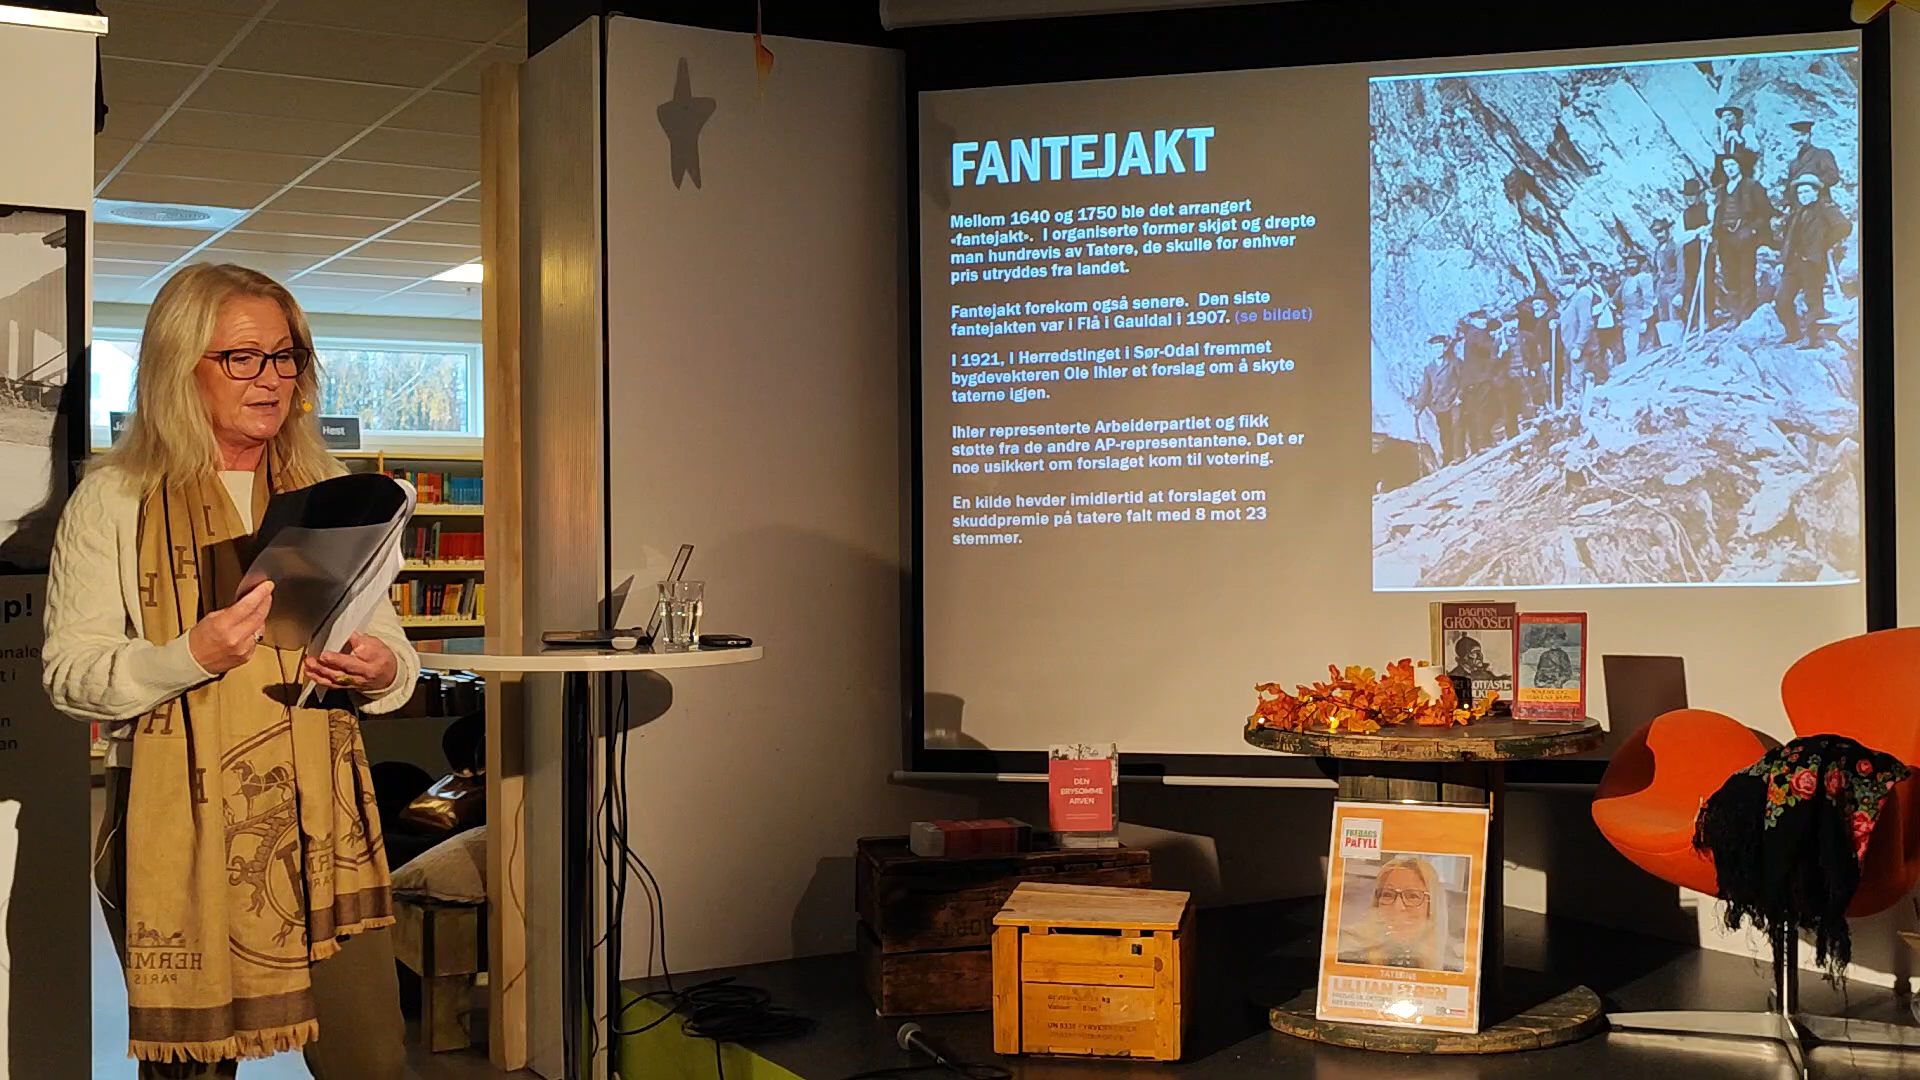 FANTEJAKT
Mellom 1640 og 1750 ble det arrangert
«fantejakt». I organiserte former skjøt og drepte
man hundrevis av Tatere, de skulle for enhver
pris utryddes fra landet.
Fantejakt forekom også senere. Den siste
fantejakten var i Flå i Gauldal i 1907. (se bildet)
I 1921, i Herredstinget i Sør-Odal fremmet
bygdevekteren Ole Ihler et forslag om å skyte
taterne igjen.
Ihler representerte Arbeiderpartiet og fikk
støtte fra de andre AP-representantene. Det er
noe usikkert om forslaget kom til votering.
En kilde hevder imidlertid at forslaget om
skuddpremie på tatere falt med 8 mot 23
stemmer.
Hest
DAGFINN
GRØNOSET
DEN
BRYSOMME
ARVEN
FREDAGS
PÅFYLL
TATERNE
LILLIAN
H
H
H
HERMÈS
PARIS